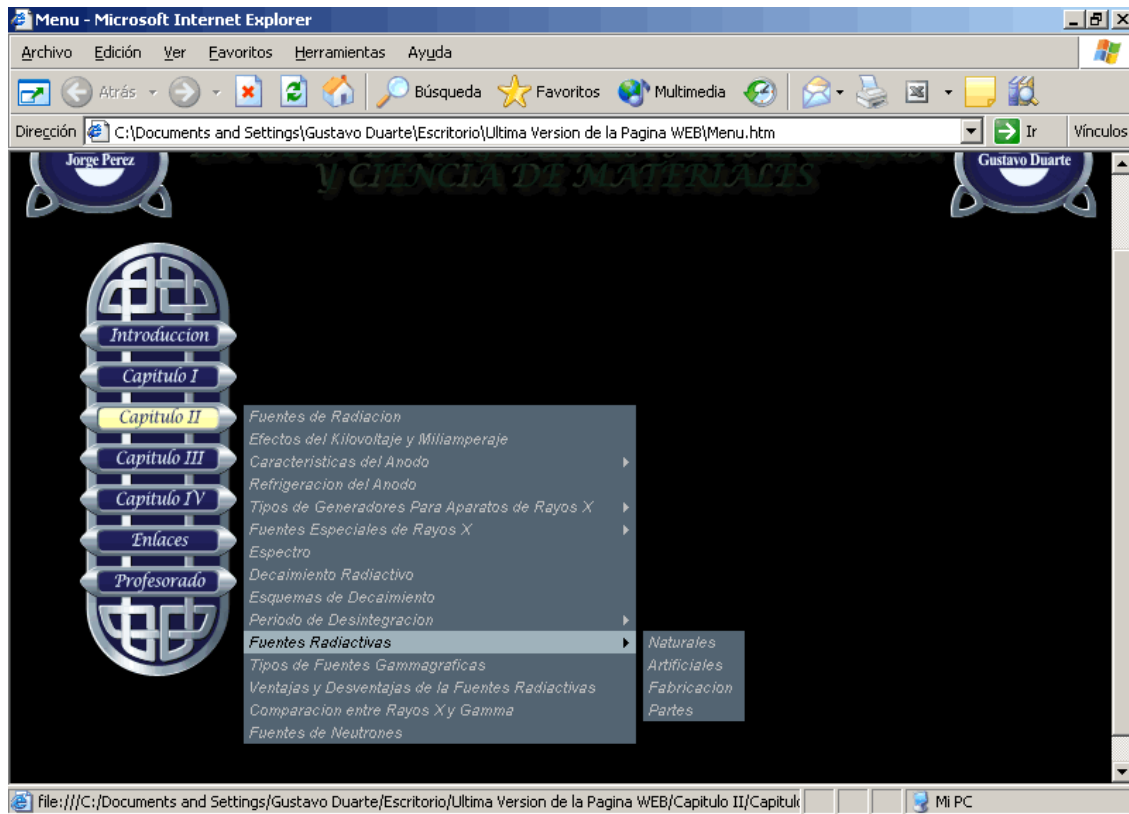 Menu - Microsoft Internet Explorer
Archivo Edición Ver Favoritos Herramientas Ayuda
Atrás Búsqueda Favoritos Multimedia
Dirección C:\Documents and Settings\Gustavo Duarte\Escritorio\Ultima Version de la Pagina WEB\Menu.htm Ir Vínculos
Jorge Perez
Gustavo Duarte
Y CIENCIA DE MATERIALES
Introduccion
Capitulo I
Capitulo II
Capitulo III
Capitulo IV
Enlaces
Profesorado
Fuentes de Radiacion
Efectos del Kilovoltaje y Miliamperaje
Caracteristicas del Anodo
Refrigeracion del Anodo
Tipos de Generadores Para Aparatos de Rayos X
Fuentes Especiales de Rayos X
Espectro
Decaimiento Radiactivo
Esquemas de Decaimiento
Periodo de Desintegracion
Fuentes Radiactivas
Tipos de Fuentes Gammagraficas
Ventajas y Desventajas de la Fuentes Radiactivas
Comparacion entre Rayos X y Gamma
Fuentes de Neutrones
Naturales
Artificiales
Fabricacion
Partes
file:///C:/Documents and Settings/Gustavo Duarte/Escritorio/Ultima Version de la Pagina WEB/Capitulo II/Capitulo Mi PC